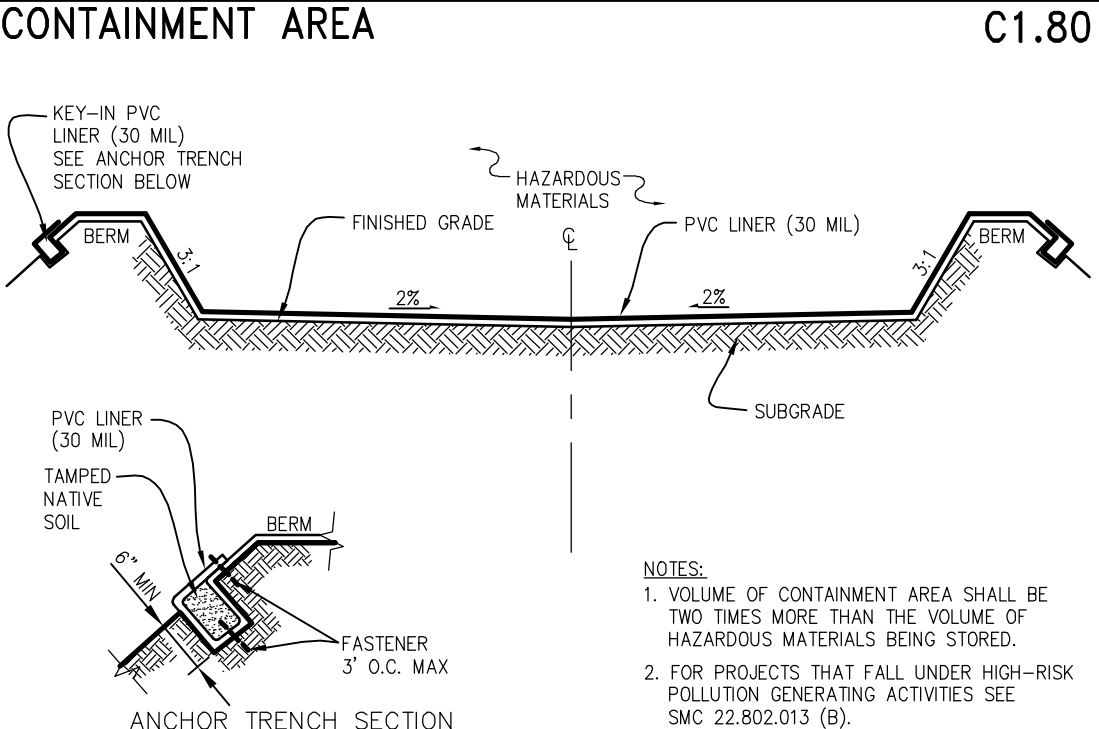 CONTAINMENT AREA
C1.80
KEY-IN PVC
LINER (30 MIL)
SEE ANCHOR TRENCH
SECTION BELOW
HAZARDOUS
MATERIALS
FINISHED GRADE
PVC LINER (30 MIL)
℄
BERM
BERM
3:1
3:1
2%
2%
SUBGRADE
PVC LINER
(30 MIL)
TAMPED
NATIVE
SOIL
BERM
6" MIN
FASTENER
3' O.C. MAX
ANCHOR TRENCH SECTION
NOTES:
1. VOLUME OF CONTAINMENT AREA SHALL BE
TWO TIMES MORE THAN THE VOLUME OF
HAZARDOUS MATERIALS BEING STORED.
2. FOR PROJECTS THAT FALL UNDER HIGH-RISK
POLLUTION GENERATING ACTIVITIES SEE
SMC 22.802.013 (B).